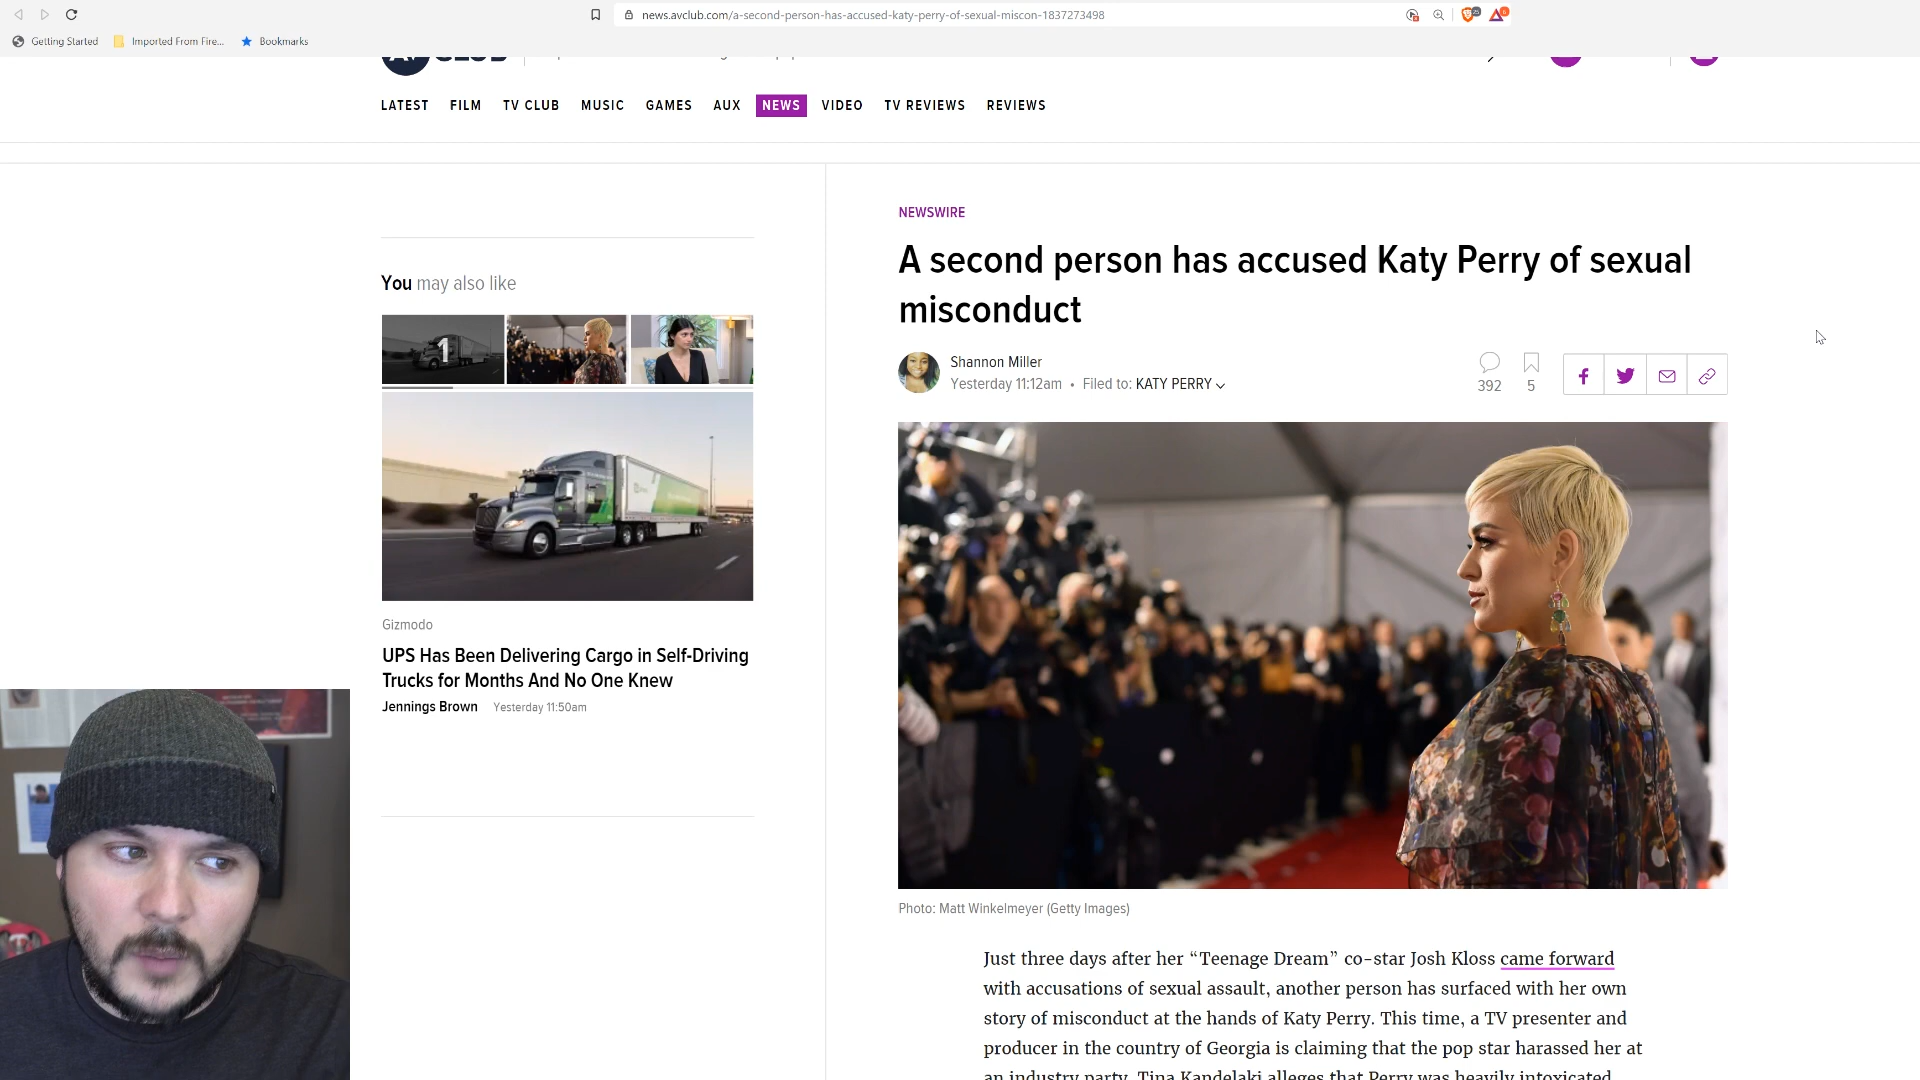 news.avclub.com/a-second-person-has-accused-katy-perry-of-sexual-miscon-1837273498
Getting Started
Imported From Fire...
Bookmarks
CLUB
LATEST FILM TV CLUB MUSIC GAMES AUX NEWS VIDEO TV REVIEWS REVIEWS
You may also like
1
Gizmodo
UPS Has Been Delivering Cargo in Self-Driving
Trucks for Months And No One Knew
Jennings Brown Yesterday 11:50am
NEWSWIRE
A second person has accused Katy Perry of sexual
misconduct
Shannon Miller
Yesterday 11:12am • Filed to: KATY PERRY
392
5
Photo: Matt Winkelmeyer (Getty Images)
Just three days after her “Teenage Dream” co-star Josh Kloss came forward
with accusations of sexual assault, another person has surfaced with her own
story of misconduct at the hands of Katy Perry. This time, a TV presenter and
producer in the country of Georgia is claiming that the pop star harassed her at
an industry party. Tina Kandelaki alleges that Perry was heavily intoxicated